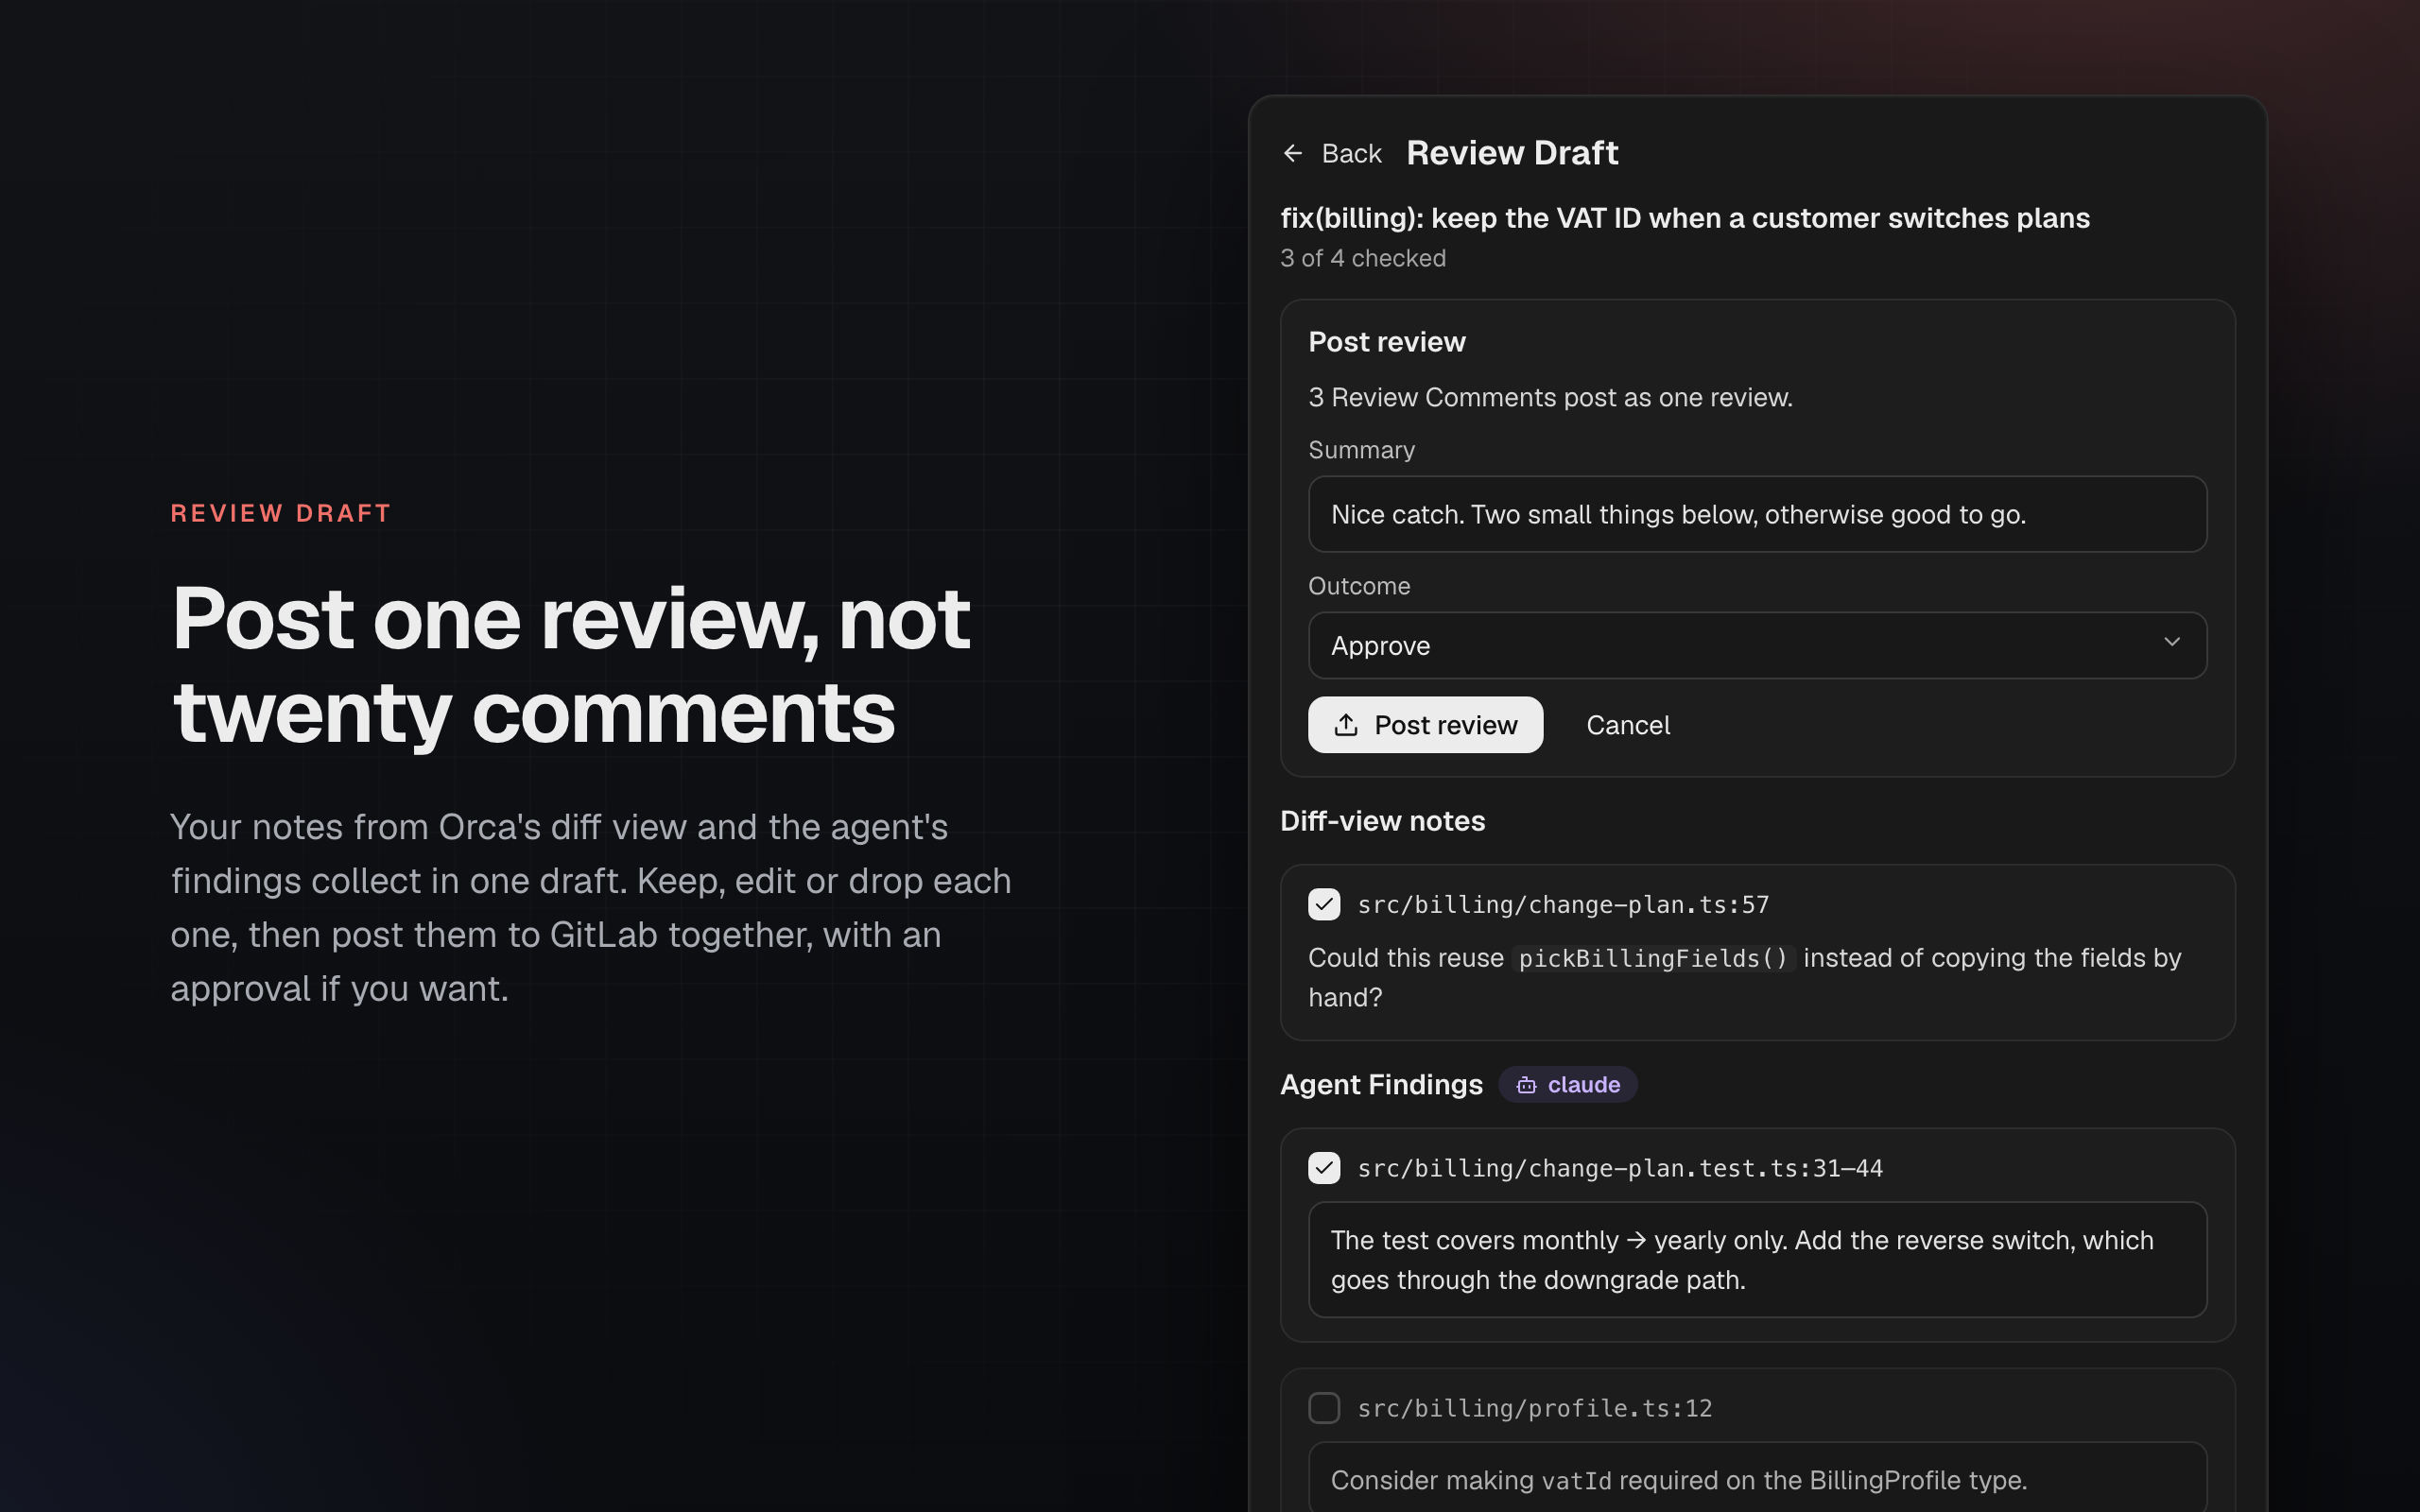 REVIEW DRAFT
Post one review, not
twenty comments
Your notes from Orca's diff view and the agent's
findings collect in one draft. Keep, edit or drop each
one, then post them to GitLab together, with an
approval if you want.
Back Review Draft
fix(billing): keep the VAT ID when a customer switches plans
3 of 4 checked
Post review
3 Review Comments post as one review.
Summary
Nice catch. Two small things below, otherwise good to go.
Outcome
Approve
Post review Cancel
Diff-view notes
src/billing/change-plan.ts:57
Could this reuse pickBillingFields() instead of copying the fields by
hand?
Agent Findings claude
src/billing/change-plan.test.ts:31–44
The test covers monthly → yearly only. Add the reverse switch, which
goes through the downgrade path.
src/billing/profile.ts:12
Consider making vatId required on the BillingProfile type.